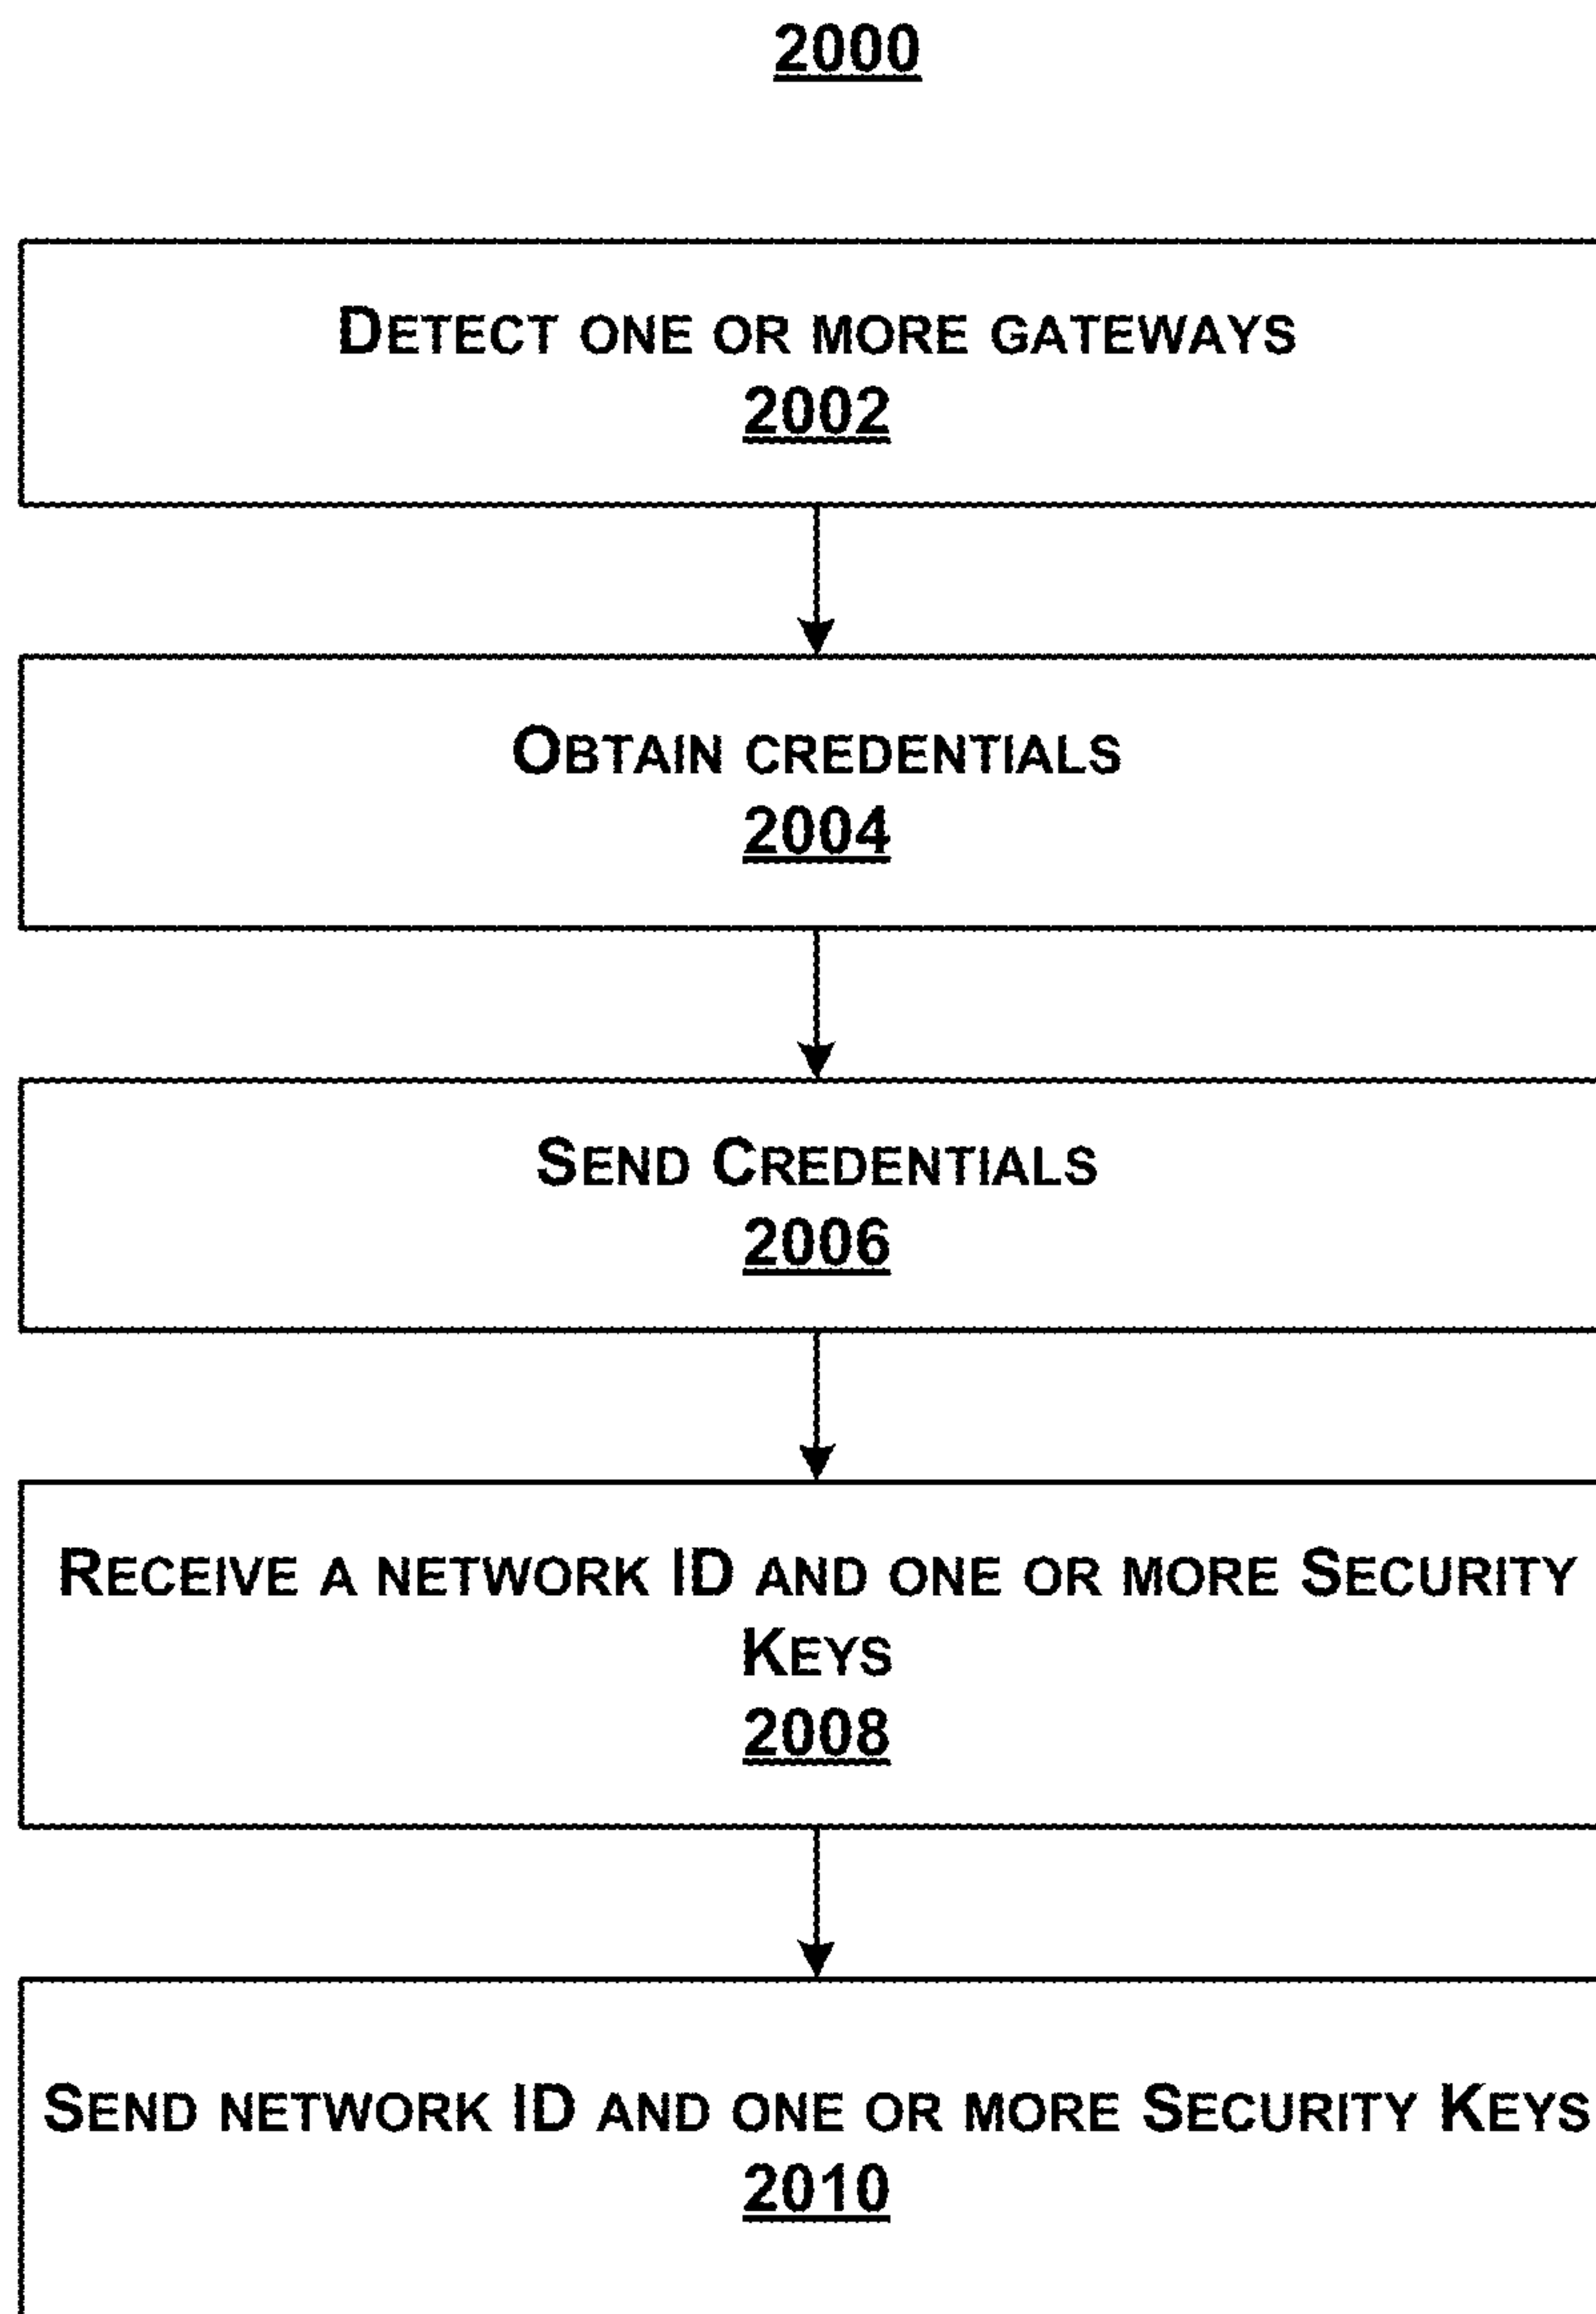 2000
DETECT ONE OR MORE GATEWAYS
2002
OBTAIN CREDENTIALS
2004
SEND CREDENTIALS
2006
RECEIVE A NETWORK ID AND ONE OR MORE SECURITY
KEYS
2008
SEND NETWORK ID AND ONE OR MORE SECURITY KEYS
2010